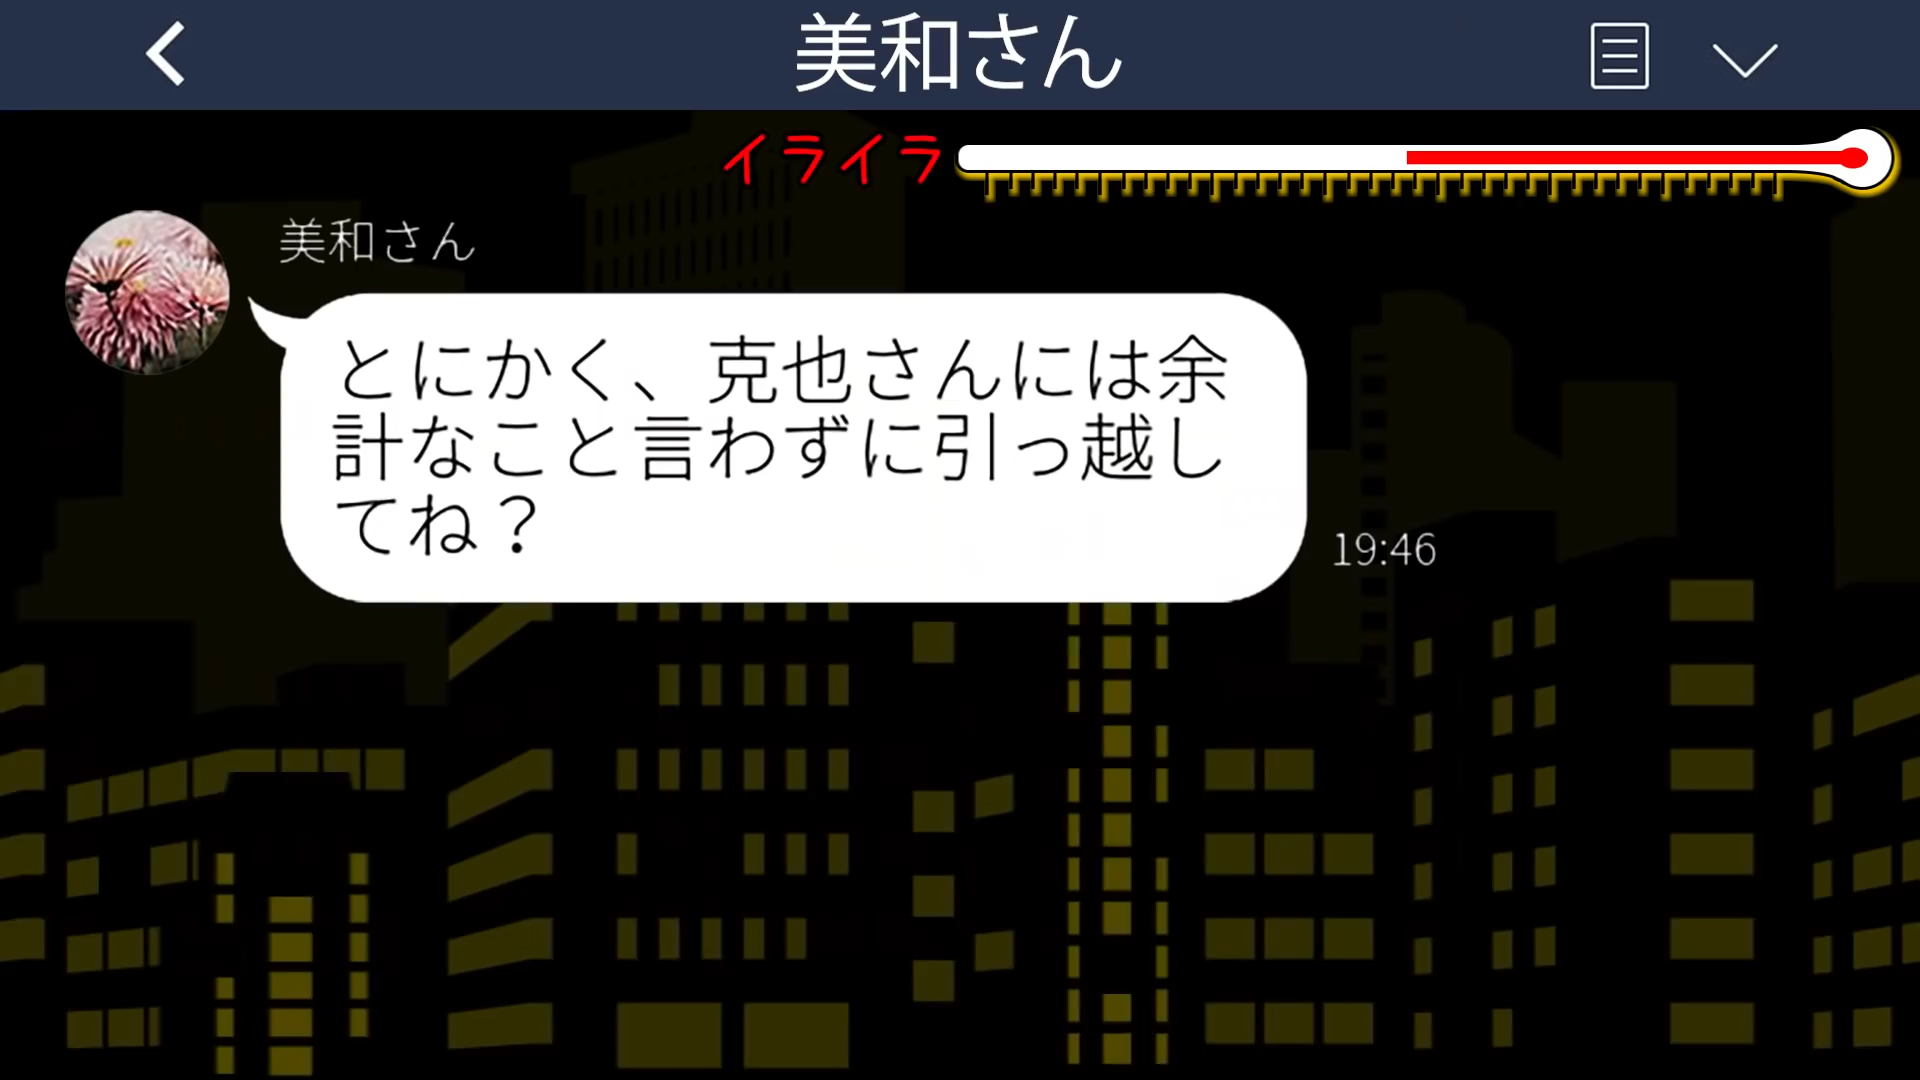 美和さん
イライラ
美和さん
とにかく、克也さんには余
計なこと言わずに引っ越し
てね？
19:46